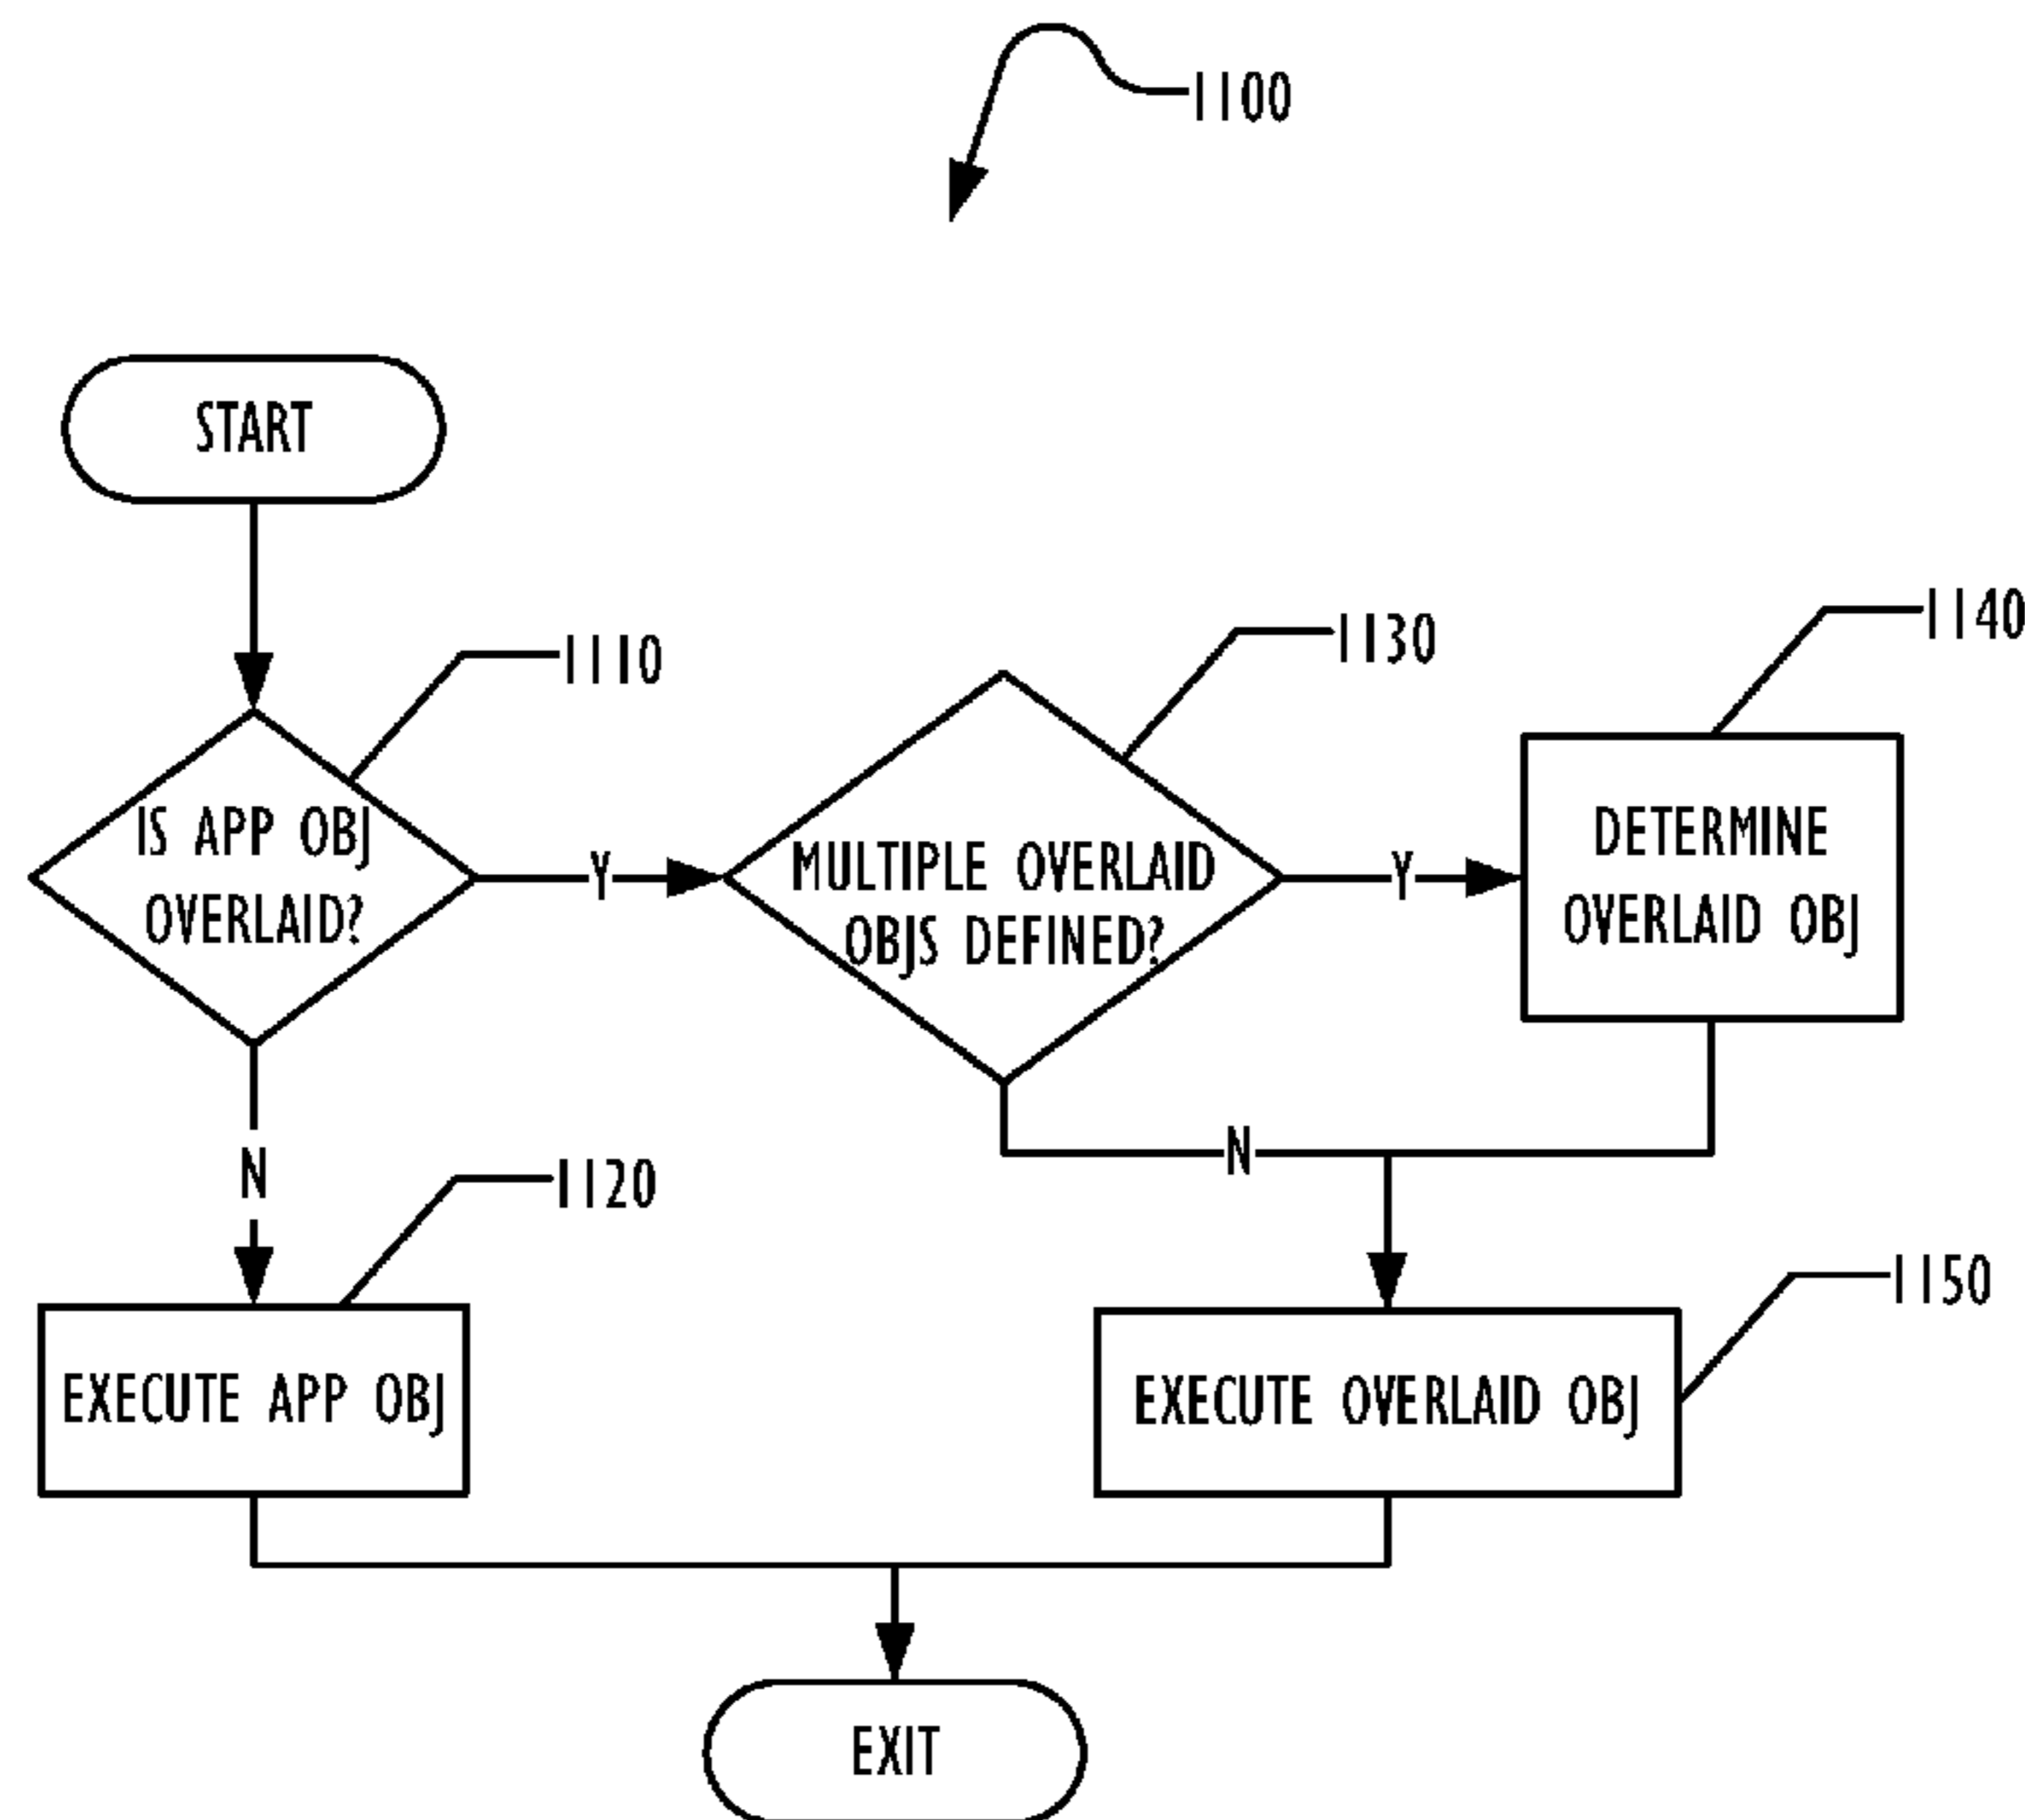 1100
START
1110
IS APP OBJ
OVERLAID?
Y
1130
MULTIPLE OVERLAID
OBJS DEFINED?
Y
1140
DETERMINE
OVERLAID OBJ
N
N
1120
EXECUTE APP OBJ
1150
EXECUTE OVERLAID OBJ
EXIT